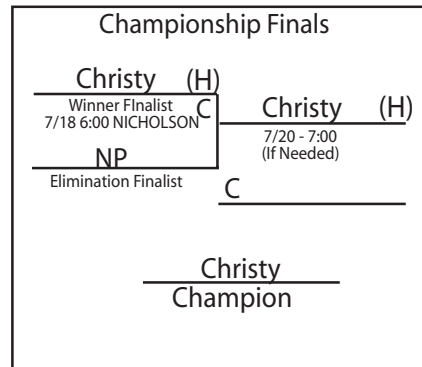 Championship Finals
Christy (H)
Winner FInalist
7/18 6:00 NICHOLSON
C
NP
Elimination Finalist
Christy (H)
7/20 - 7:00
(If Needed)
C
Christy
Champion